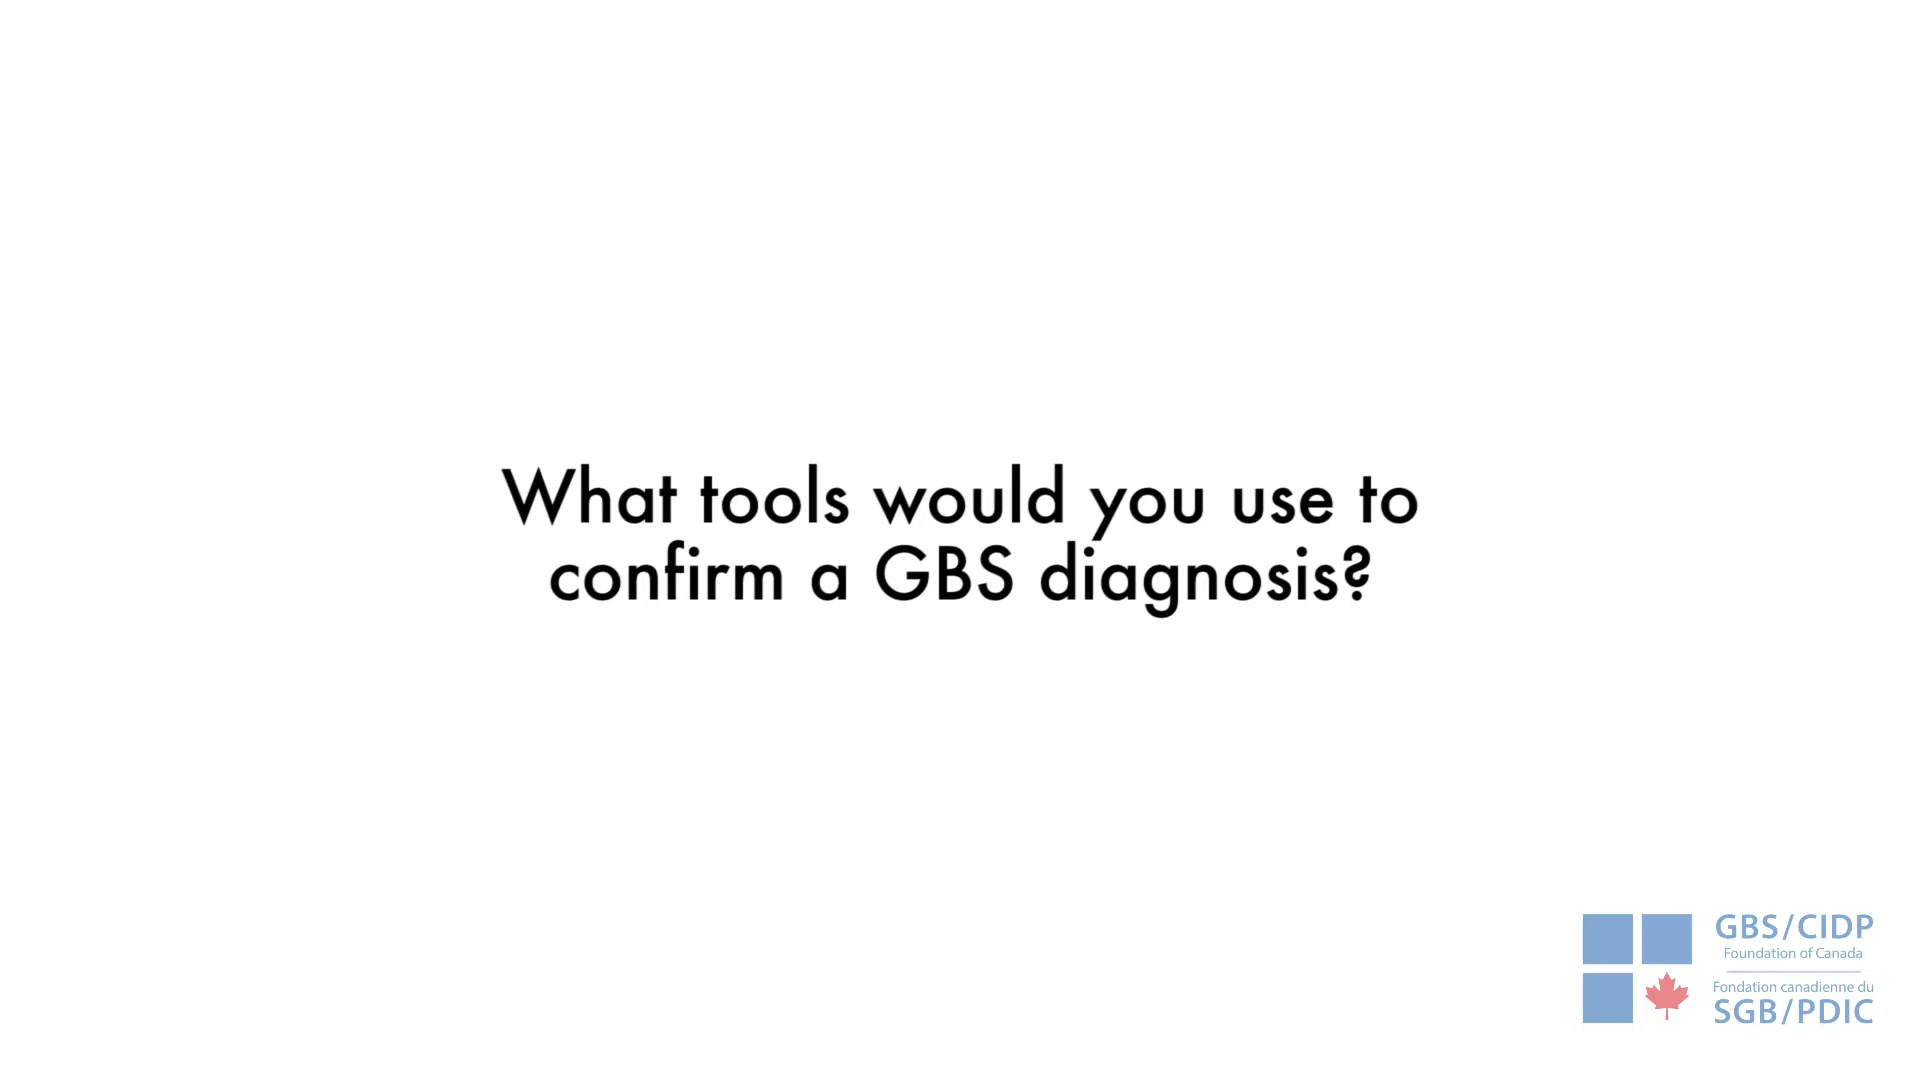 What tools would you use to
confirm a GBS diagnosis?
GBS/CIDP
Foundation of Canada
Fondation canadienne du
SGB/PDIC